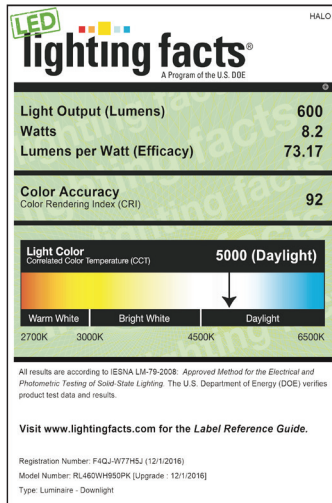 HALO
LED
lighting facts®
A Program of the U.S. DOE
Light Output (Lumens) 600
Watts 8.2
Lumens per Watt (Efficacy) 73.17
Color Accuracy 92
Color Rendering Index (CRI)
Light Color 5000 (Daylight)
Correlated Color Temperature (CCT)
Warm White Bright White Daylight
2700K 3000K 4500K 6500K
All results are according to IESNA LM-79-2008: Approved Method for the Electrical and
Photometric Testing of Solid-State Lighting. The U.S. Department of Energy (DOE) verifies
product test data and results.
Visit www.lightingfacts.com for the Label Reference Guide.
Registration Number: F4QJ-W77H5J (12/1/2016)
Model Number: RL460WH950PK [Upgrade : 12/1/2016]
Type: Luminaire - Downlight